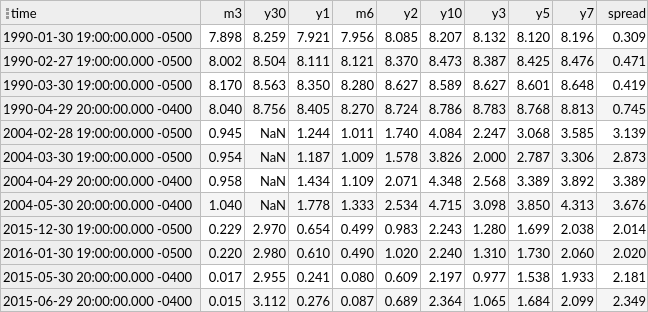 time m3 y30 y1 m6 y2 y10 y3 y5 y7 spread
1990-01-30 19:00:00.000 -0500 7.898 8.259 7.921 7.956 8.085 8.207 8.132 8.120 8.196 0.309
1990-02-27 19:00:00.000 -0500 8.002 8.504 8.111 8.121 8.370 8.473 8.387 8.425 8.476 0.471
1990-03-30 19:00:00.000 -0500 8.170 8.563 8.350 8.280 8.627 8.589 8.627 8.601 8.648 0.419
1990-04-29 20:00:00.000 -0400 8.040 8.756 8.405 8.270 8.724 8.786 8.783 8.768 8.813 0.745
2004-02-28 19:00:00.000 -0500 0.945 NaN 1.244 1.011 1.740 4.084 2.247 3.068 3.585 3.139
2004-03-30 19:00:00.000 -0500 0.954 NaN 1.187 1.009 1.578 3.826 2.000 2.787 3.306 2.873
2004-04-29 20:00:00.000 -0400 0.958 NaN 1.434 1.109 2.071 4.348 2.568 3.389 3.892 3.389
2004-05-30 20:00:00.000 -0400 1.040 NaN 1.778 1.333 2.534 4.715 3.098 3.850 4.313 3.676
2015-12-30 19:00:00.000 -0500 0.229 2.970 0.654 0.499 0.983 2.243 1.280 1.699 2.038 2.014
2016-01-30 19:00:00.000 -0500 0.220 2.980 0.610 0.490 1.020 2.240 1.310 1.730 2.060 2.020
2015-05-30 20:00:00.000 -0400 0.017 2.955 0.241 0.080 0.609 2.197 0.977 1.538 1.933 2.181
2015-06-29 20:00:00.000 -0400 0.015 3.112 0.276 0.087 0.689 2.364 1.065 1.684 2.099 2.349